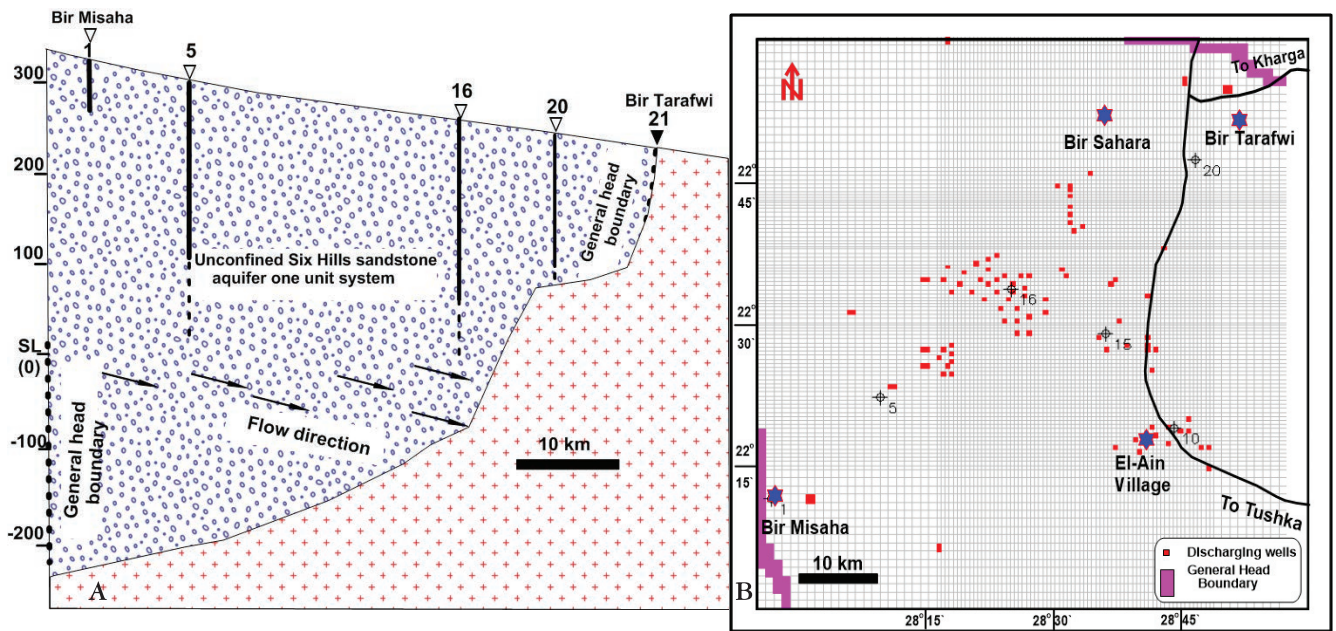 Bir Misaha
1
5
16
20
Bir Tarafwi
21
300
200
100
SL
(0)
-100
-200
Unconfined Six Hills sandstone
aquifer one unit system
General head
boundary
General head
boundary
Flow direction
10 km
A
B
N
To Kharga
Bir Sahara
Bir Tarafwi
20
16
15
5
10
El-Ain
Village
1
Bir Misaha
To Tushka
10 km
DIscharging wells
General Head
Boundary
22°
45`
22°
30`
22°
15`
28°15`
28°30`
28°45`